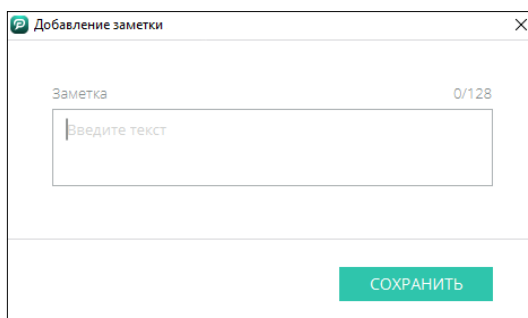 Добавление заметки
Заметка 0/128
Введите текст
СОХРАНИТЬ